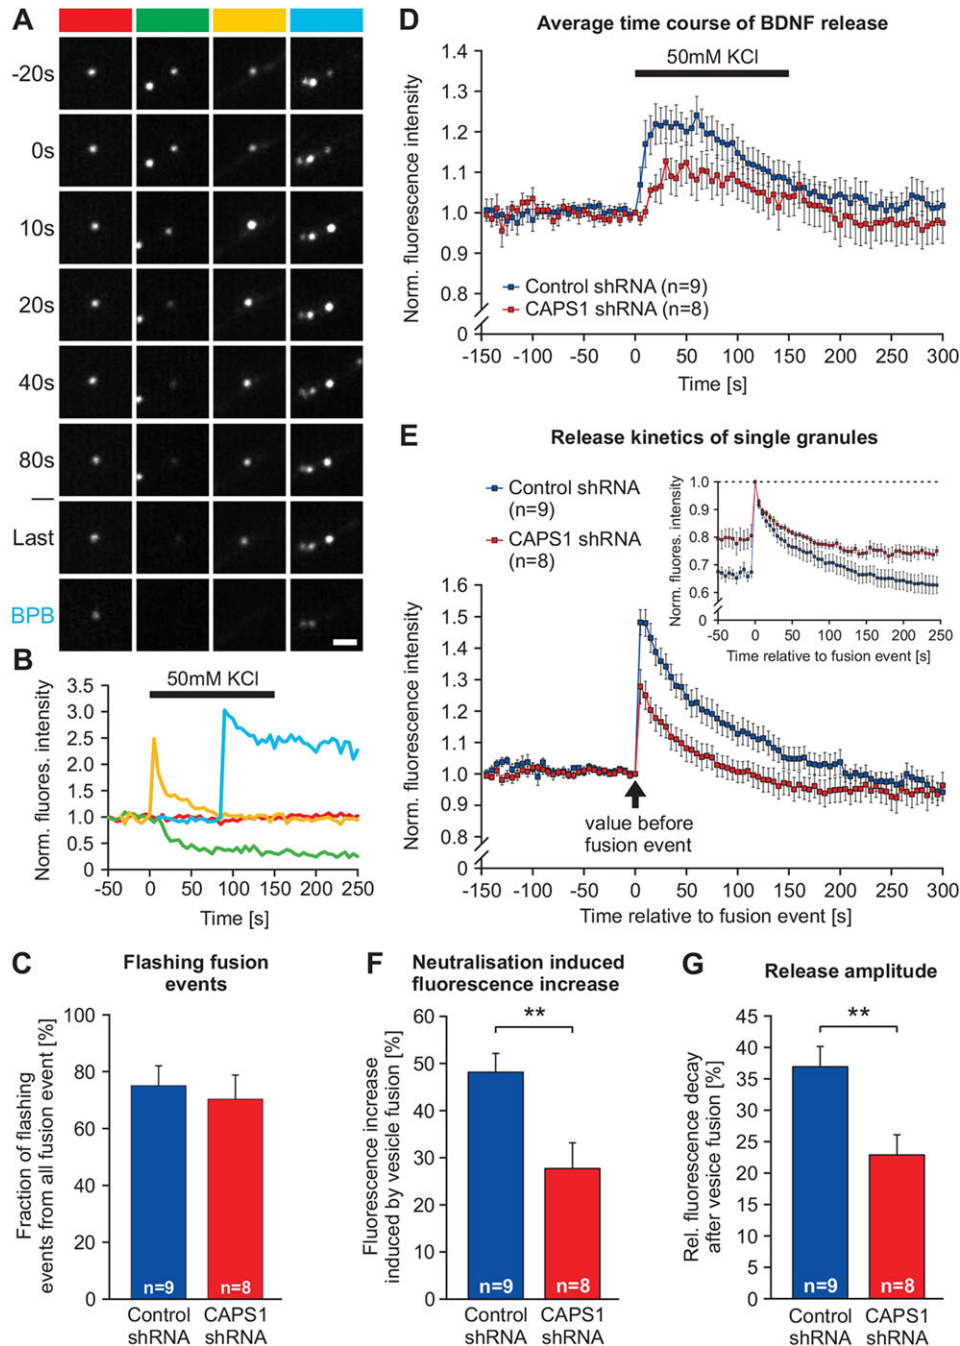 A
-20s
0s
10s
20s
40s
80s
Last
BPB
B
50mM KCl
Norm. fluores. intensity
3.5
3.0
2.5
2.0
1.5
1.0
0.5
0
-50 0 50 100 150 200 250
Time [s]
C
Flashing fusion
events
Fraction of flashing
events from all fusion event [%]
100
80
60
40
20
0
n=9
n=8
Control
shRNA
CAPS1
shRNA
D
Average time course of BDNF release
50mM KCl
Norm. fluorescence intensity
1.4
1.3
1.2
1.1
1.0
0.9
0.8
0
Control shRNA (n=9)
CAPS1 shRNA (n=8)
-150 -100 -50 0 50 100 150 200 250 300
Time [s]
E
Release kinetics of single granules
Control shRNA
(n=9)
CAPS1 shRNA
(n=8)
Norm. fluores. intensity
1.0
0.9
0.8
0.7
0.6
0
-50 0 50 100 150 200 250
Time relative to fusion event [s]
Norm. fluorescence intensity
1.6
1.5
1.4
1.3
1.2
1.1
1.0
0.9
0.8
0
value before
fusion event
-150 -100 -50 0 50 100 150 200 250 300
Time relative to fusion event [s]
F
Neutralisation induced
fluorescence increase
Fluorescence increase
induced by vesicle fusion [%]
60
50
40
30
20
10
0
**
n=9
n=8
Control
shRNA
CAPS1
shRNA
G
Release amplitude
Rel. fluorescence decay
after vesice fusion [%]
45
40
35
30
25
20
15
10
5
0
**
n=9
n=8
Control
shRNA
CAPS1
shRNA